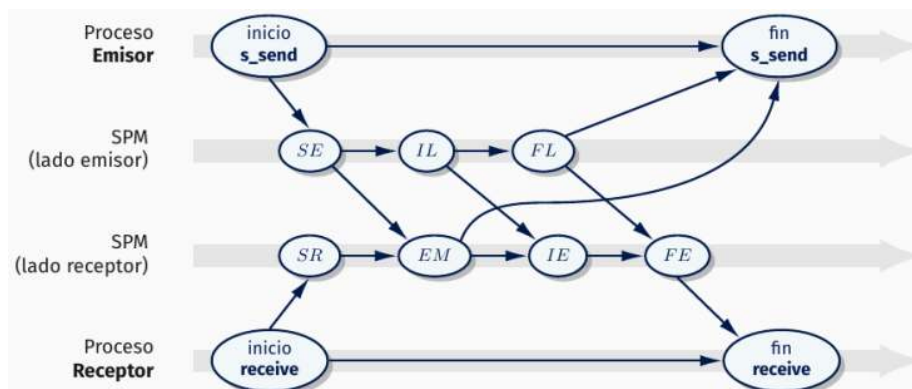 Proceso
Emisor
inicio
s_send
fin
s_send
SPM
(lado emisor)
SE
IL
FL
SPM
(lado receptor)
SR
EM
IE
FE
Proceso
Receptor
inicio
receive
fin
receive